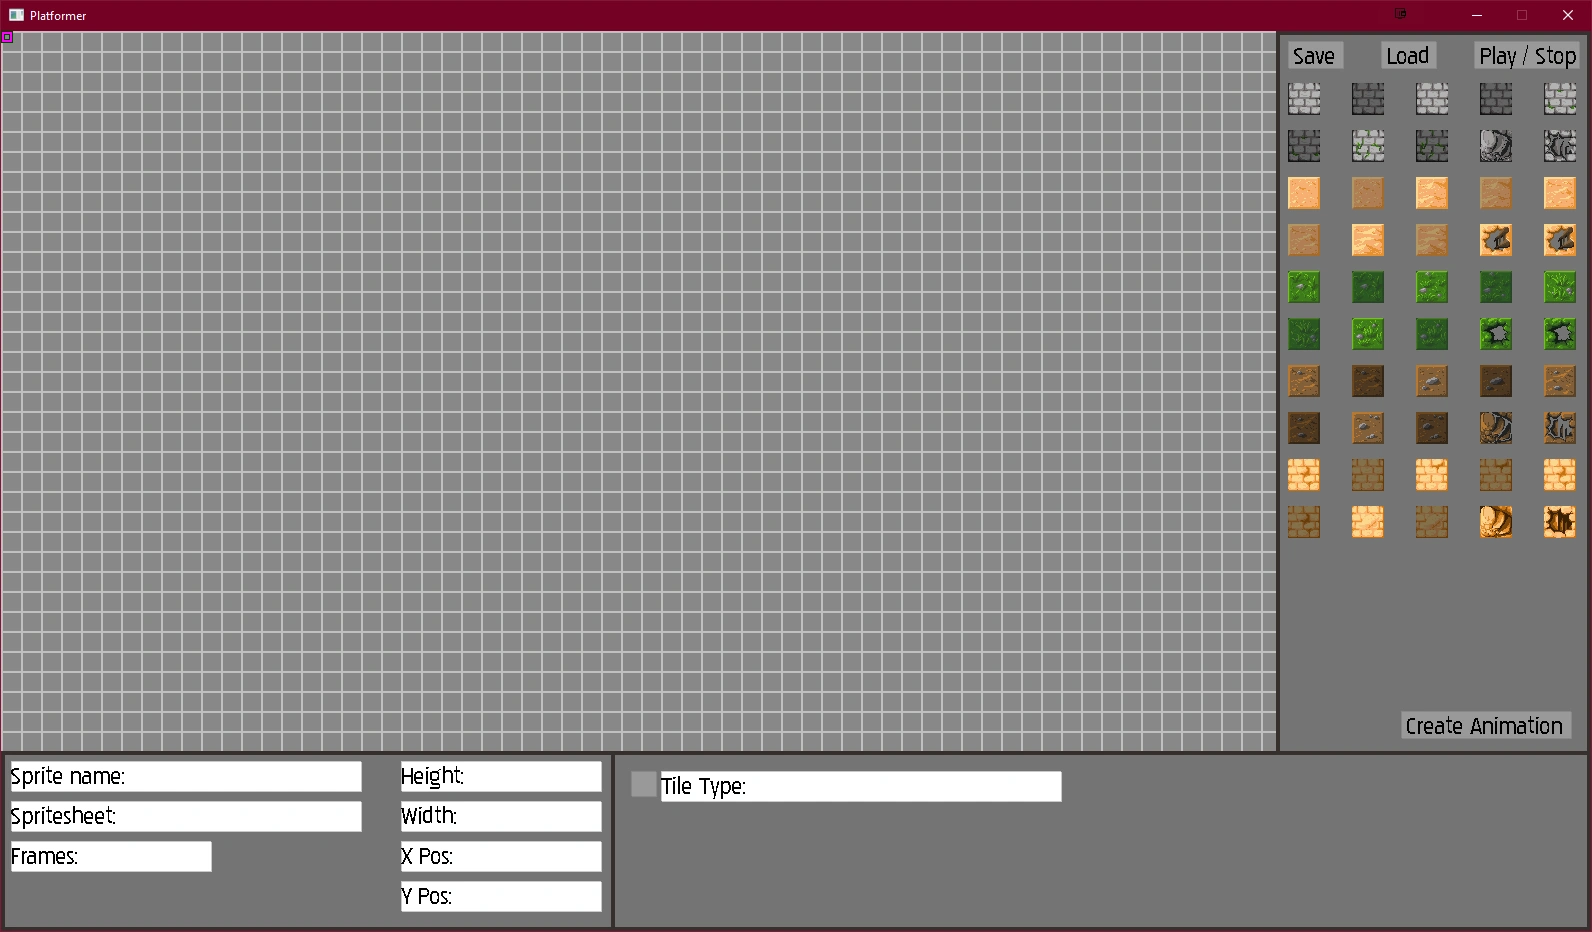 Platformer
Save
Load
Play / Stop
Create Animation
Sprite name:
Height:
Spritesheet:
Width:
Frames:
X Pos:
Y Pos:
Tile Type: